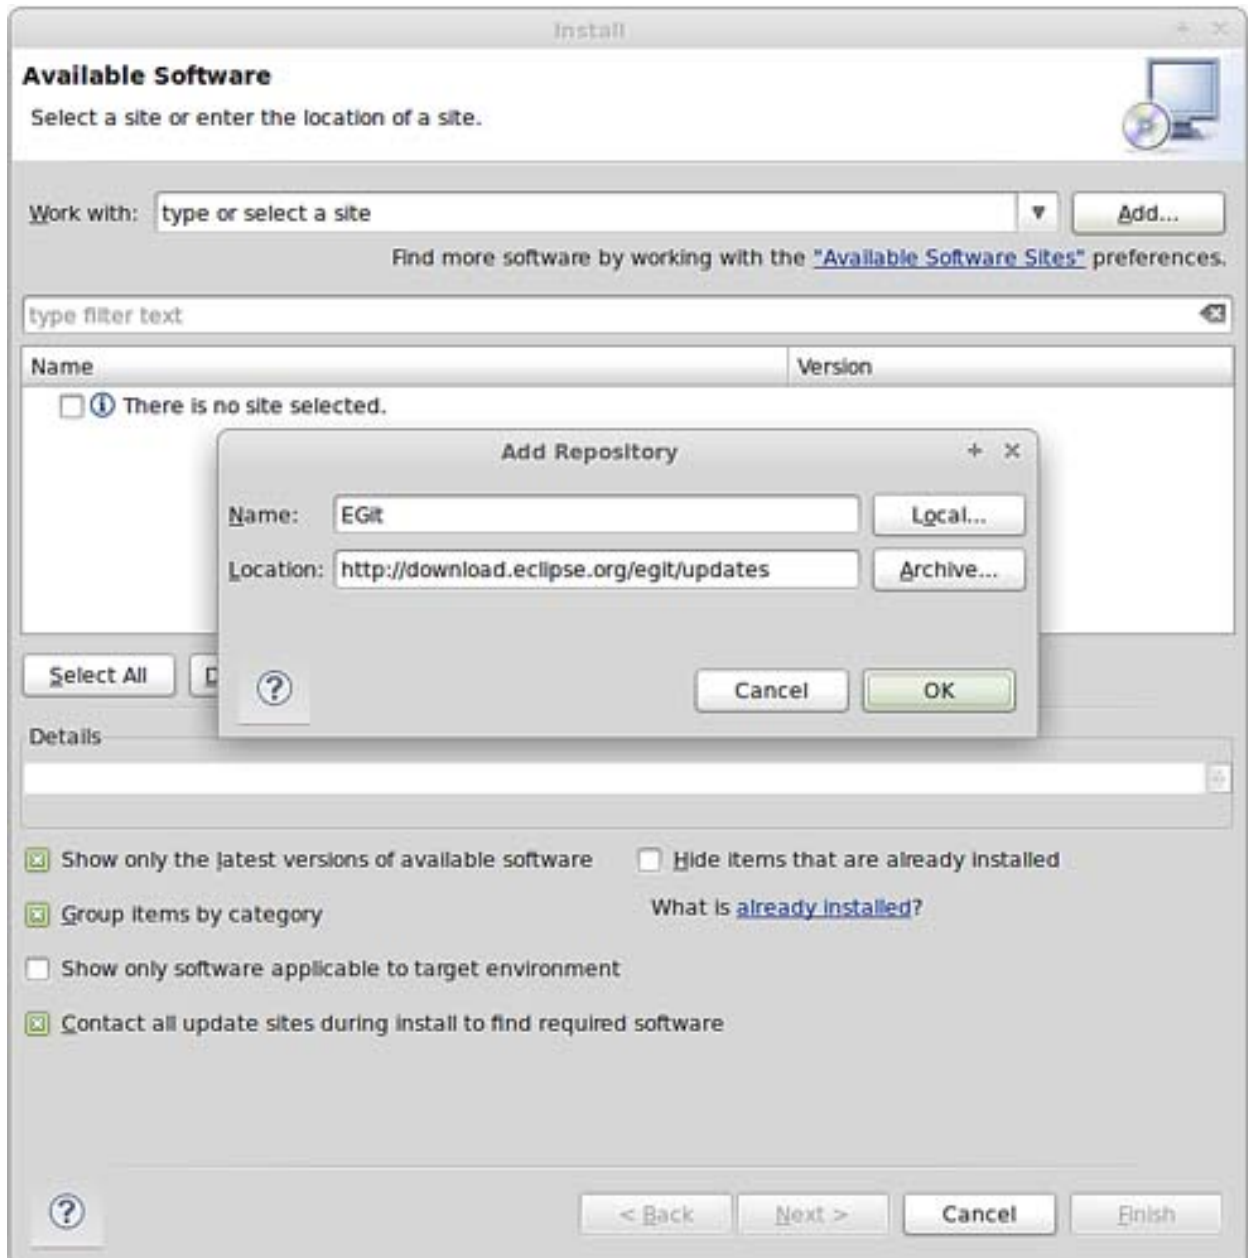 Install
Available Software
Select a site or enter the location of a site.
Work with: type or select a site Add...
Find more software by working with the "Available Software Sites" preferences.
type filter text
Name Version
There is no site selected.
Add Repository
Name: EGit Local...
Location: http://download.eclipse.org/egit/updates Archive...
Select All D
Cancel OK
Details
Show only the latest versions of available software Hide items that are already installed
Group items by category What is already installed?
Show only software applicable to target environment
Contact all update sites during install to find required software
< Back Next > Cancel Finish